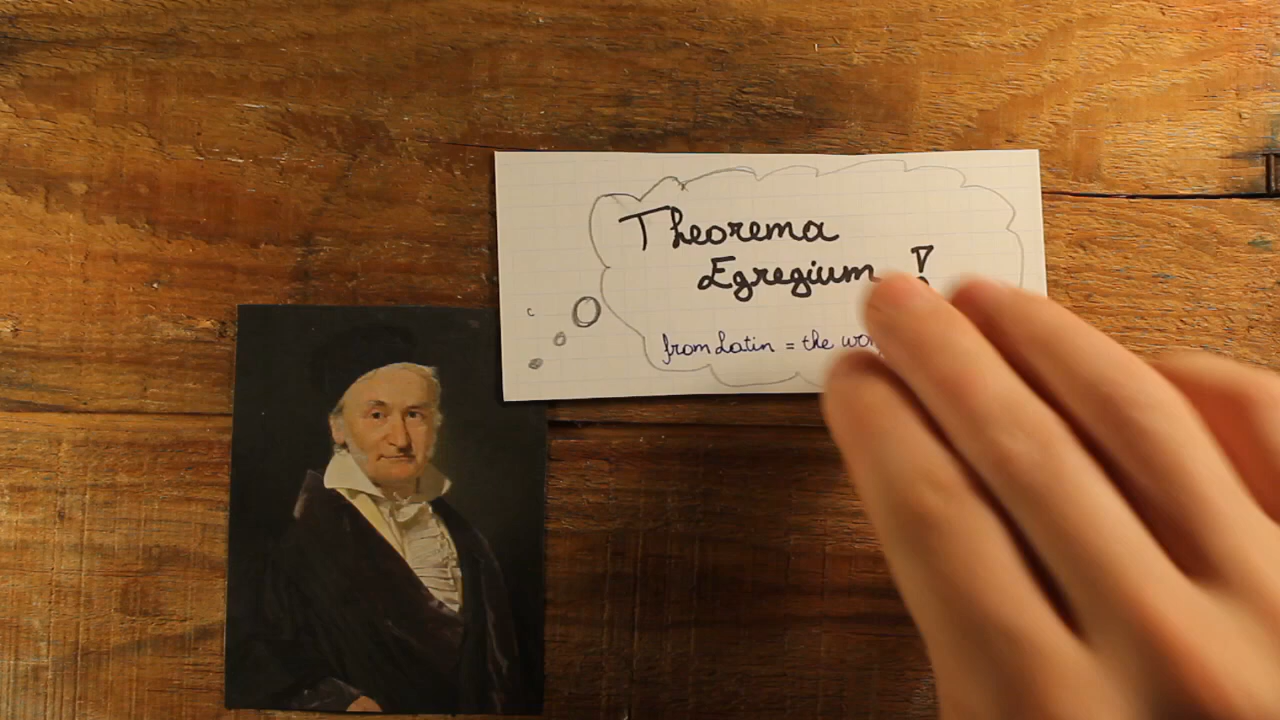 Theorema
Egregium !
from Latin = the